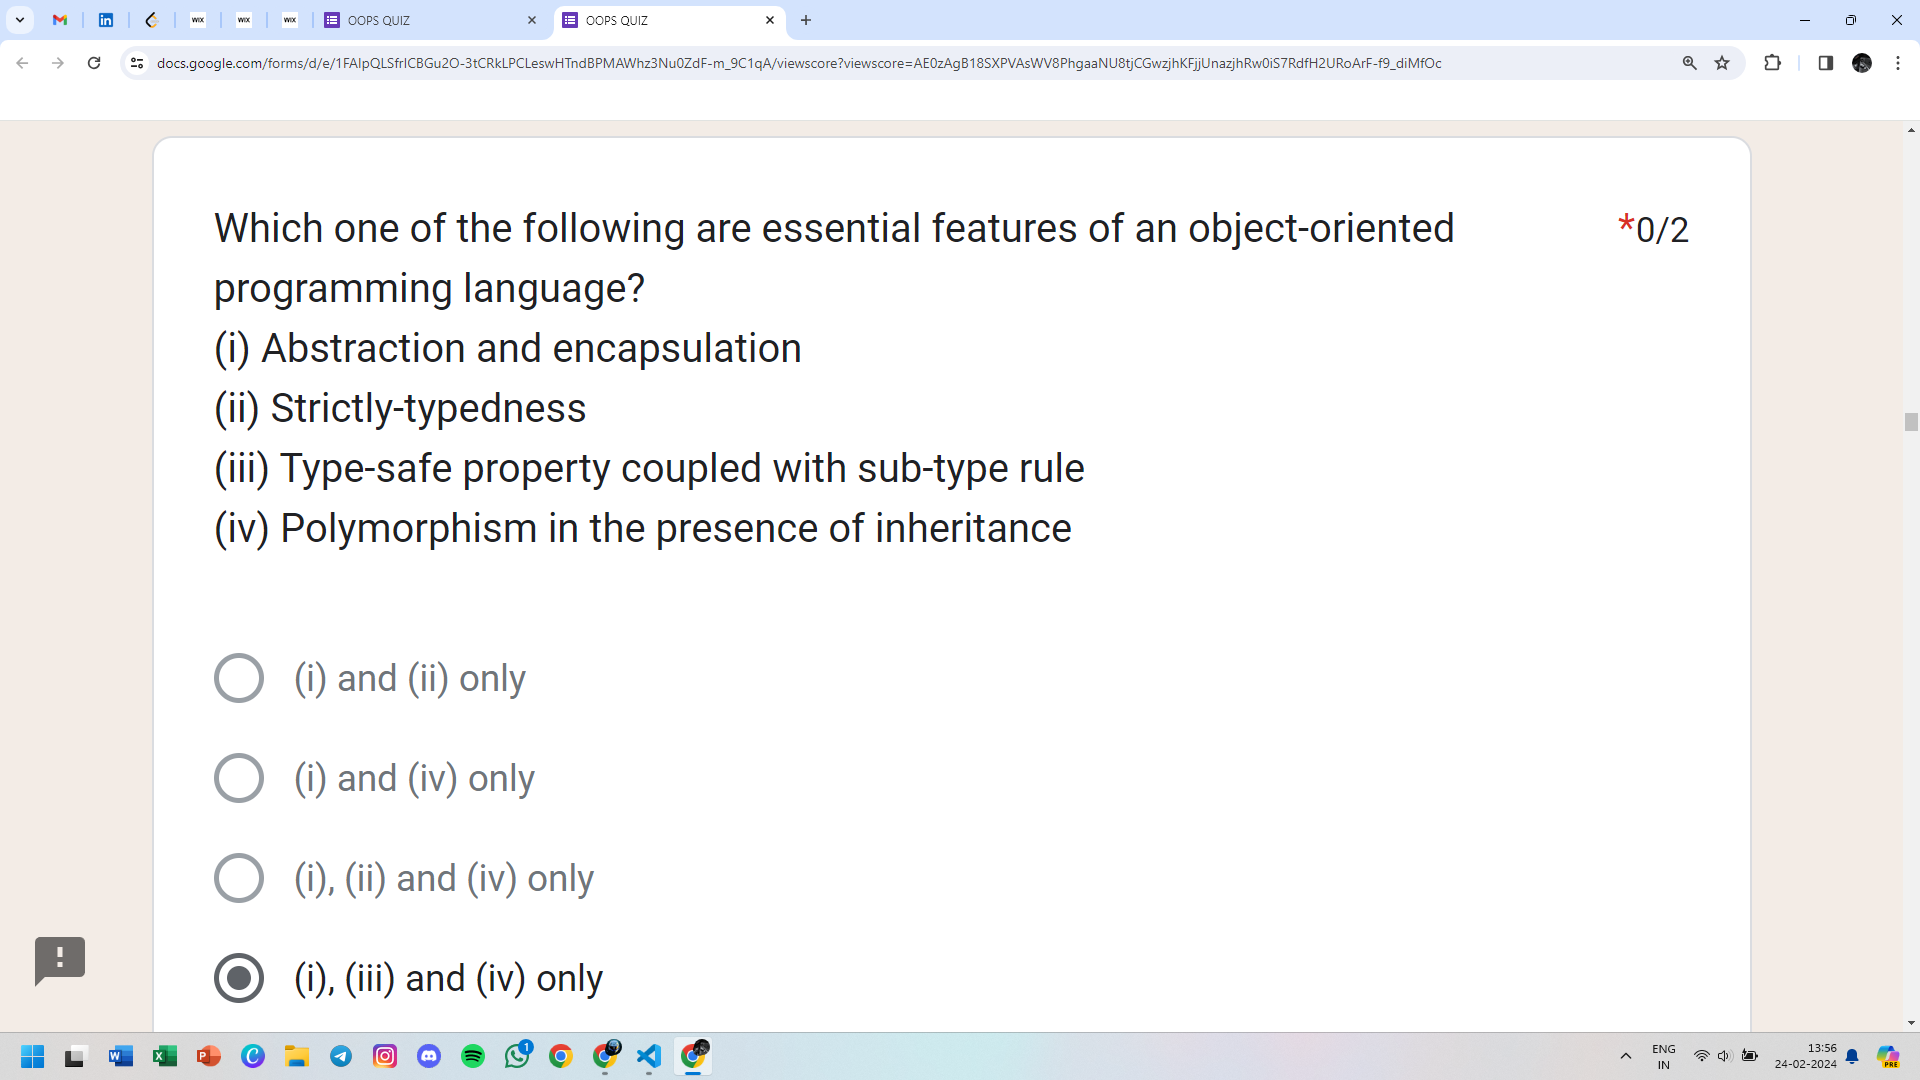 OOPS QUIZ
OOPS QUIZ
docs.google.com/forms/d/e/1FAIpQLSfrICBGu2O-3tCRkLPCLeswHTndBPMAWhz3Nu0ZdF-m_9C1qA/viewscore?viewscore=AE0zAgB18SXPVAsWV8PhgaaNU8tjCGwzjhKFjjUnazjhRw0iS7RdfH2URoArF-f9_diMfOc
Which one of the following are essential features of an object-oriented *0/2
programming language?
(i) Abstraction and encapsulation
(ii) Strictly-typedness
(iii) Type-safe property coupled with sub-type rule
(iv) Polymorphism in the presence of inheritance
(i) and (ii) only
(i) and (iv) only
(i), (ii) and (iv) only
(i), (iii) and (iv) only
ENG 13:56
IN 24-02-2024